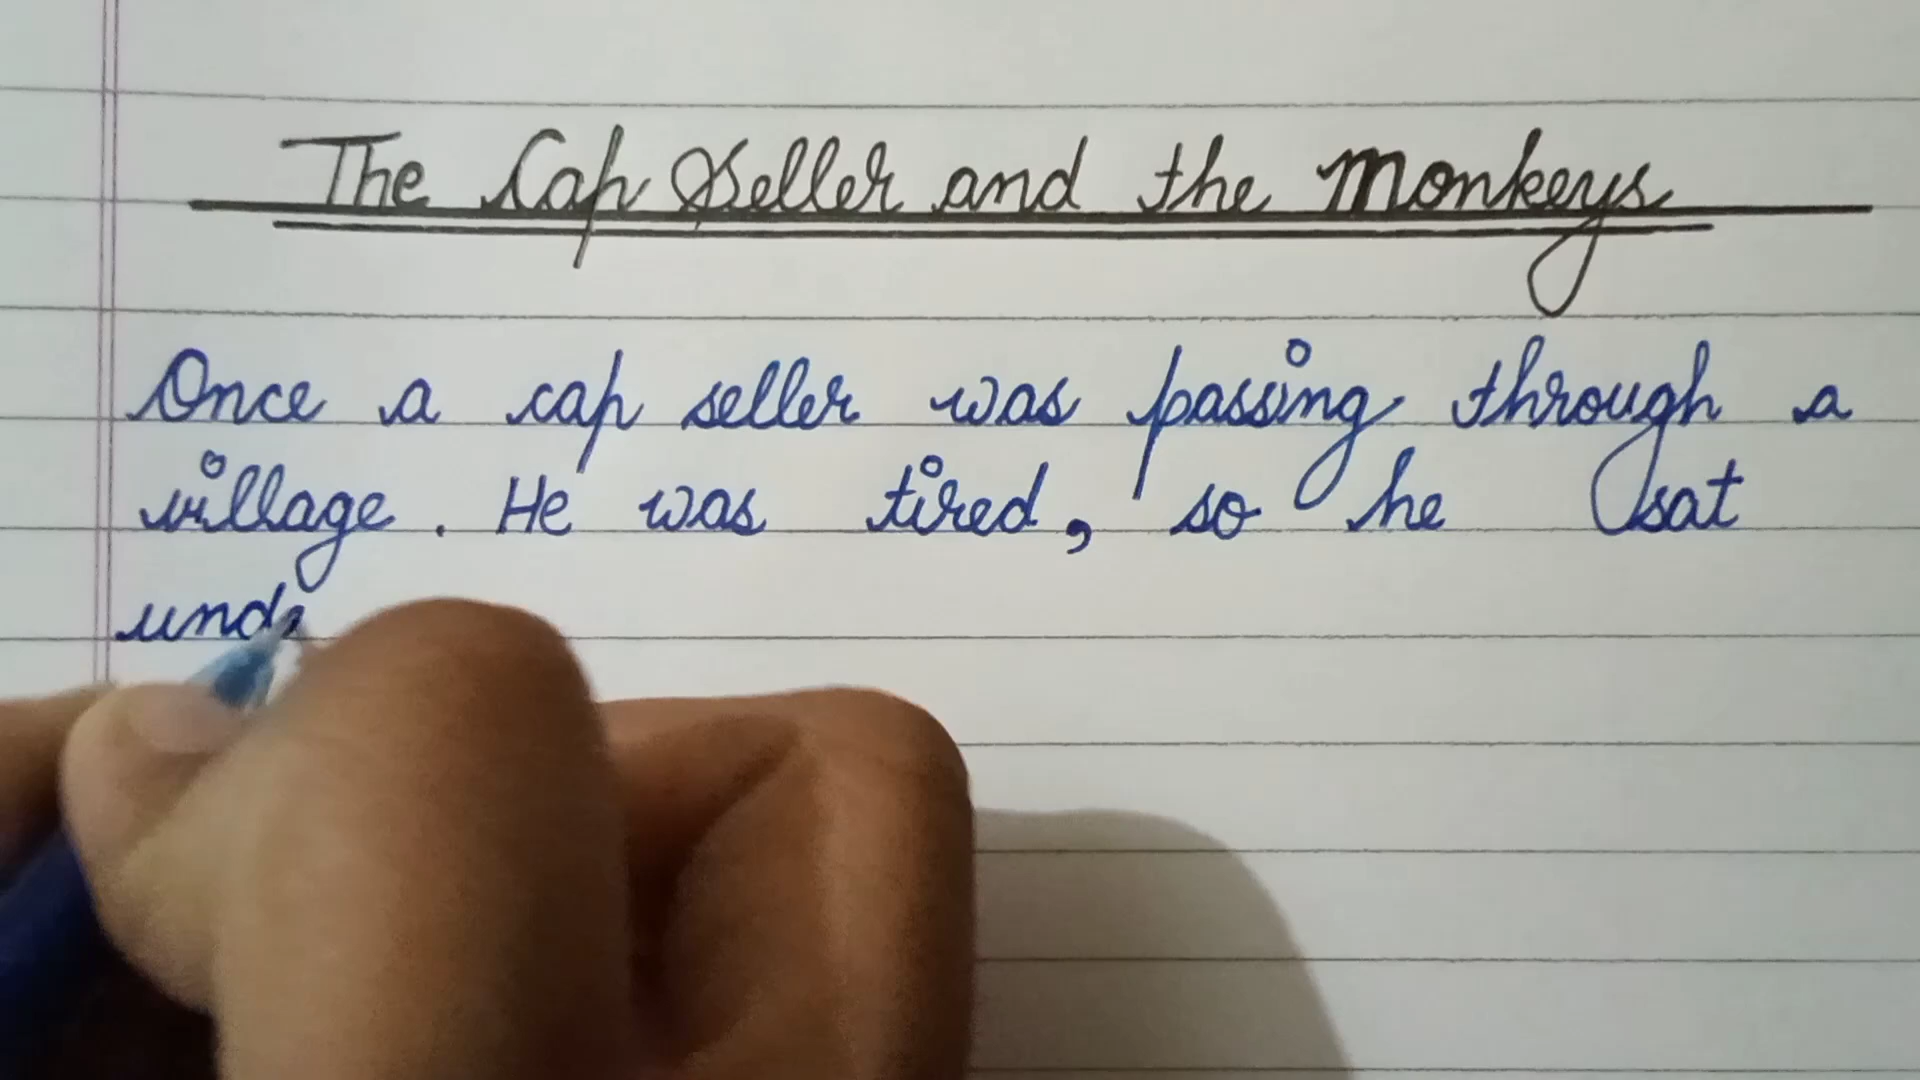 The Cap Seller and the Monkeys
Once a cap seller was passing through a
village. He was tired, so he sat
und